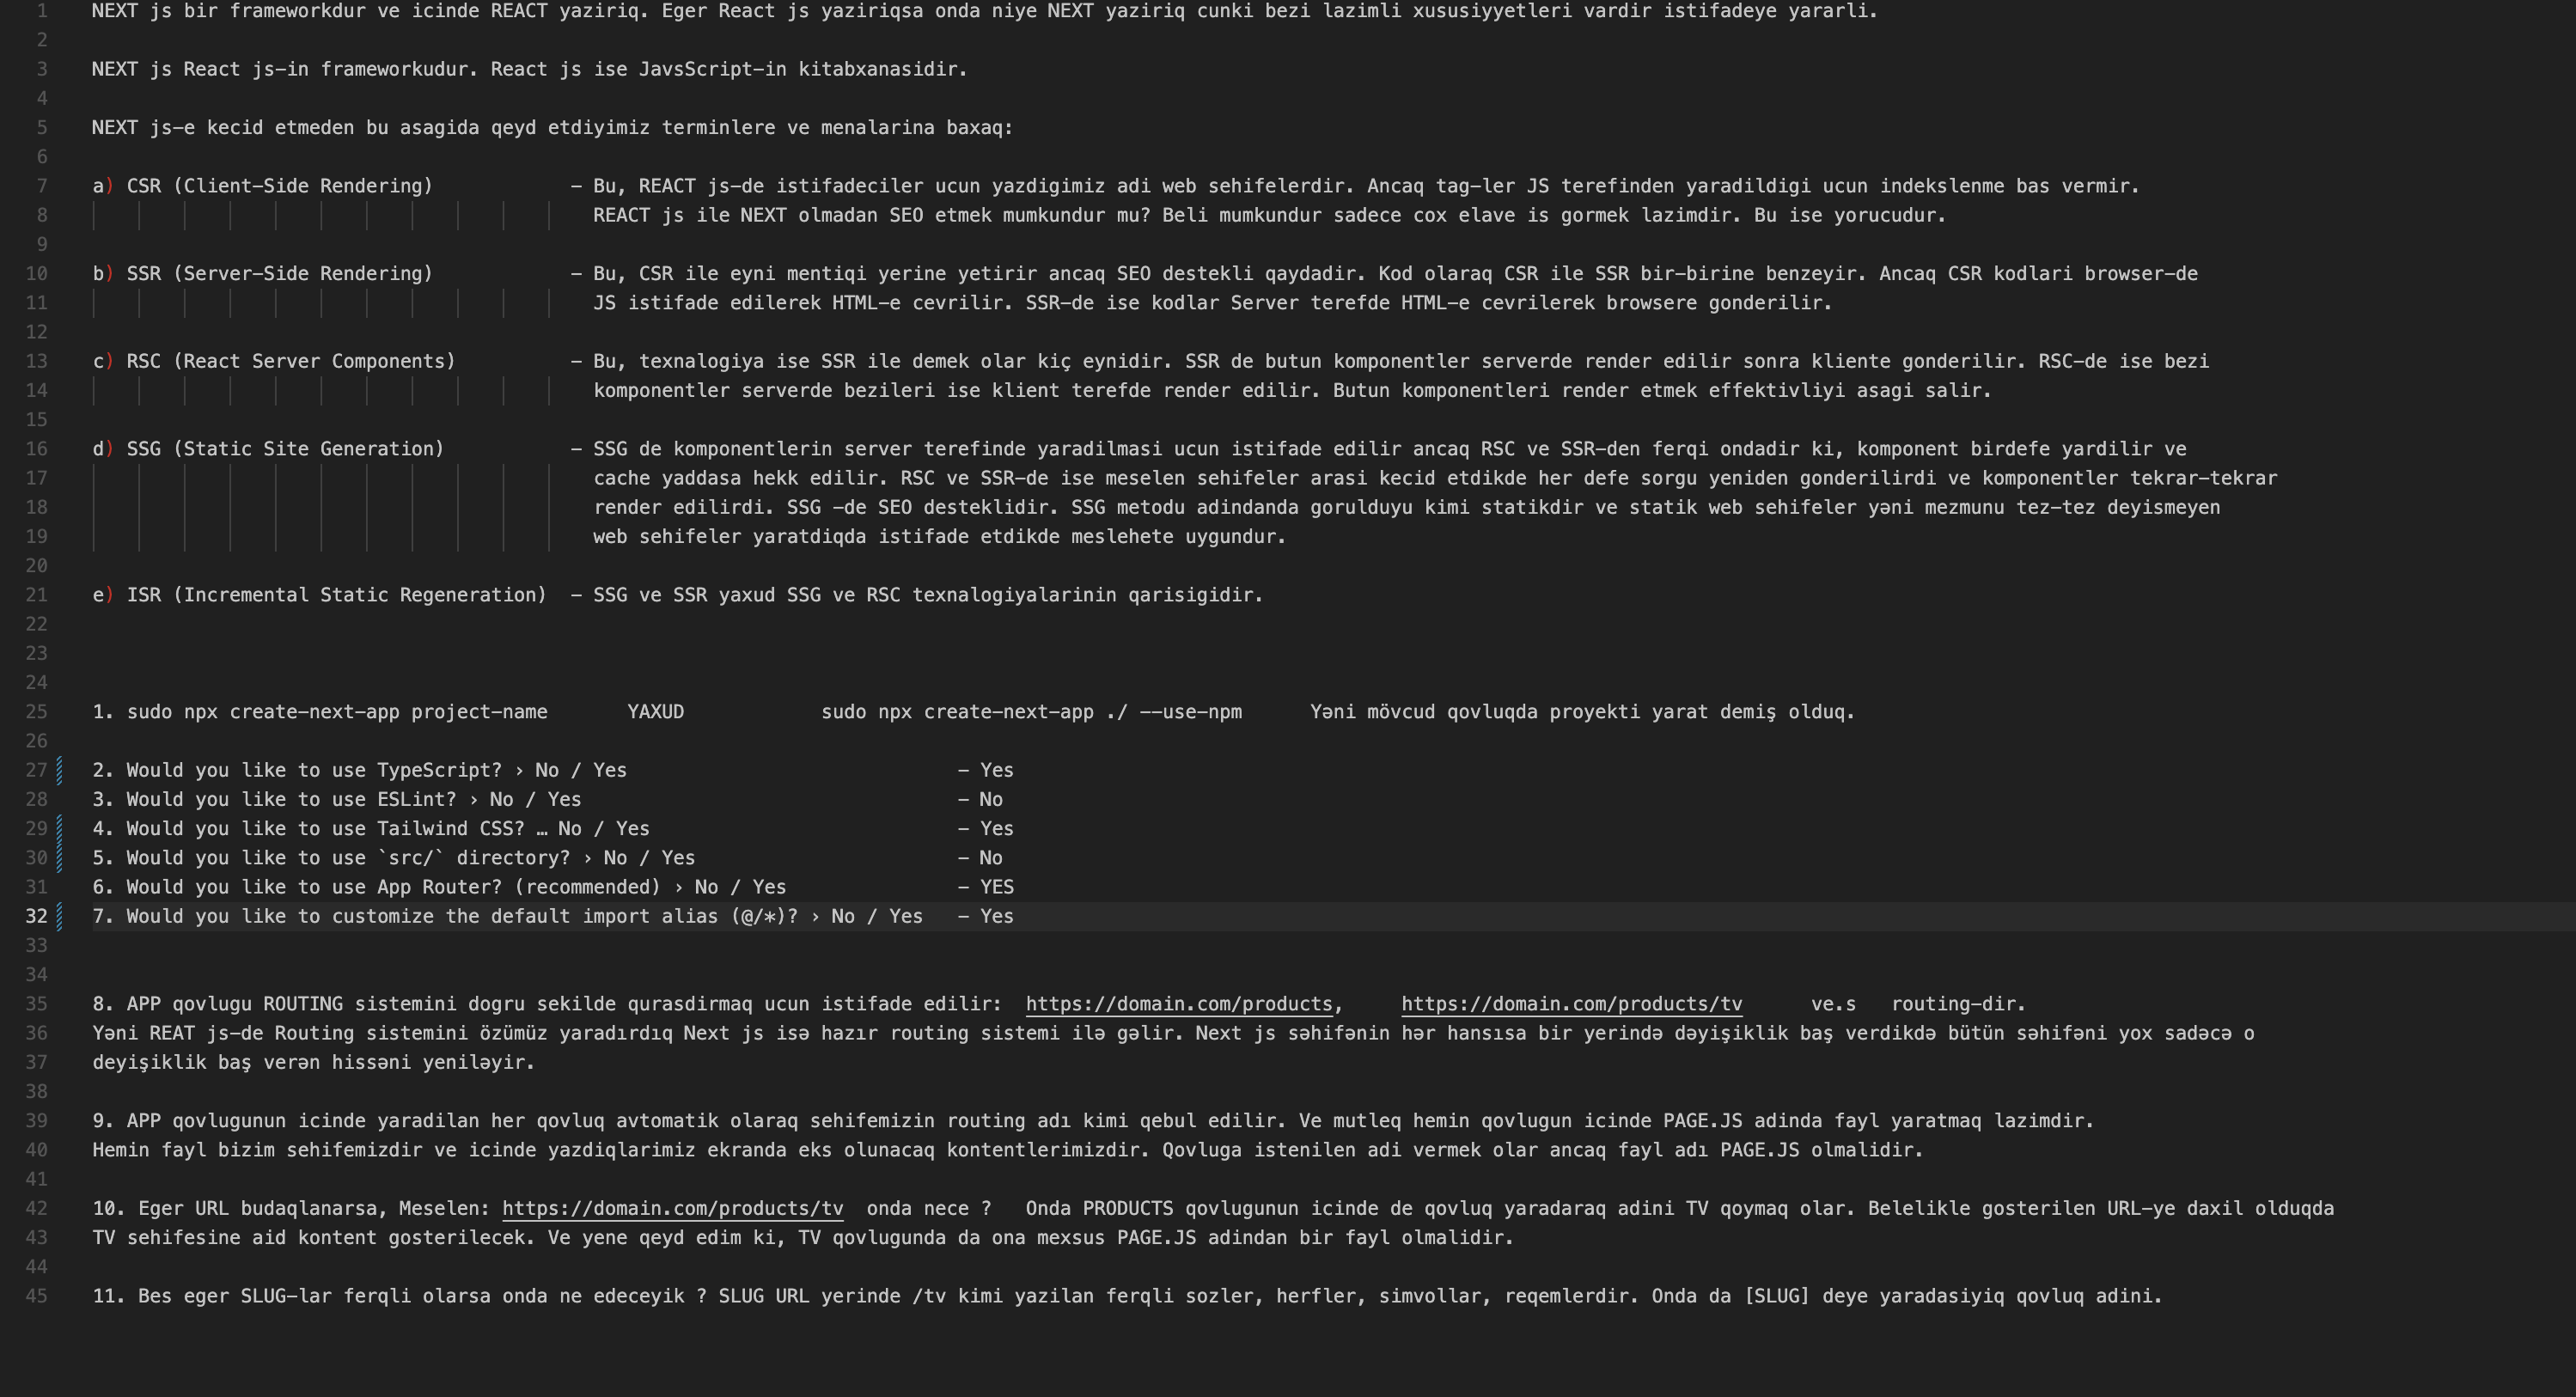 1 NEXT js bir frameworkdur ve icinde REACT yaziriq. Eger React js yaziriqsa onda niye NEXT yaziriq cunki bezi lazimli xususiyyetleri vardir istifadeye yararli.
2
3 NEXT js React js-in frameworkudur. React js ise JavsScript-in kitabxanasidir.
4
5 NEXT js-e kecid etmeden bu asagida qeyd etdiyimiz terminlere ve menalarina baxaq:
6
7 a) CSR (Client-Side Rendering) - Bu, REACT js-de istifadeciler ucun yazdigimiz adi web sehifelerdir. Ancaq tag-ler JS terefinden yaradildigi ucun indekslenme bas vermir.
8 REACT js ile NEXT olmadan SEO etmek mumkundur mu? Beli mumkundur sadece cox elave is gormek lazimdir. Bu ise yorucudur.
9
10 b) SSR (Server-Side Rendering) - Bu, CSR ile eyni mentiqi yerine yetirir ancaq SEO destekli qaydadir. Kod olaraq CSR ile SSR bir-birine benzeyir. Ancaq CSR kodlari browser-de
11 JS istifade edilerek HTML-e cevrilir. SSR-de ise kodlar Server terefde HTML-e cevrilerek browsere gonderilir.
12
13 c) RSC (React Server Components) - Bu, texnalogiya ise SSR ile demek olar kiç eynidir. SSR de butun komponentler serverde render edilir sonra kliente gonderilir. RSC-de ise bezi
14 komponentler serverde bezileri ise klient terefde render edilir. Butun komponentleri render etmek effektivliyi asagi salir.
15
16 d) SSG (Static Site Generation) - SSG de komponentlerin server terefinde yaradilmasi ucun istifade edilir ancaq RSC ve SSR-den ferqi ondadir ki, komponent birdefe yardilir ve
17 cache yaddasa hekk edilir. RSC ve SSR-de ise meselen sehifeler arasi kecid etdikde her defe sorgu yeniden gonderilirdi ve komponentler tekrar-tekrar
18 render edilirdi. SSG -de SEO desteklidir. SSG metodu adindanda gorulduyu kimi statikdir ve statik web sehifeler yəni mezmunu tez-tez deyismeyen
19 web sehifeler yaratdiqda istifade etdikde meslehete uygundur.
20
21 e) ISR (Incremental Static Regeneration) - SSG ve SSR yaxud SSG ve RSC texnalogiyalarinin qarisigidir.
22
23
24
25 1. sudo npx create-next-app project-name YAXUD sudo npx create-next-app ./ --use-npm Yəni mövcud qovluqda proyekti yarat demiş olduq.
26
27 2. Would you like to use TypeScript? › No / Yes - Yes
28 3. Would you like to use ESLint? › No / Yes - No
29 4. Would you like to use Tailwind CSS? … No / Yes - Yes
30 5. Would you like to use `src/` directory? › No / Yes - No
31 6. Would you like to use App Router? (recommended) › No / Yes - YES
32 7. Would you like to customize the default import alias (@/*)? › No / Yes - Yes
33
34
35 8. APP qovlugu ROUTING sistemini dogru sekilde qurasdirmaq ucun istifade edilir: https://domain.com/products, https://domain.com/products/tv ve.s routing-dir.
36 Yəni REAT js-de Routing sistemini özümüz yaradırdıq Next js isə hazır routing sistemi ilə gəlir. Next js səhifənin hər hansısa bir yerində dəyişiklik baş verdikdə bütün səhifəni yox sadəcə o
37 deyişiklik baş verən hissəni yeniləyir.
38
39 9. APP qovlugunun icinde yaradilan her qovluq avtomatik olaraq sehifemizin routing adı kimi qebul edilir. Ve mutleq hemin qovlugun icinde PAGE.JS adinda fayl yaratmaq lazimdir.
40 Hemin fayl bizim sehifemizdir ve icinde yazdiqlarimiz ekranda eks olunacaq kontentlerimizdir. Qovluga istenilen adi vermek olar ancaq fayl adı PAGE.JS olmalidir.
41
42 10. Eger URL budaqlanarsa, Meselen: https://domain.com/products/tv onda nece ? Onda PRODUCTS qovlugunun icinde de qovluq yaradaraq adini TV qoymaq olar. Belelikle gosterilen URL-ye daxil olduqda
43 TV sehifesine aid kontent gosterilecek. Ve yene qeyd edim ki, TV qovlugunda da ona mexsus PAGE.JS adindan bir fayl olmalidir.
44
45 11. Bes eger SLUG-lar ferqli olarsa onda ne edeceyik ? SLUG URL yerinde /tv kimi yazilan ferqli sozler, herfler, simvollar, reqemlerdir. Onda da [SLUG] deye yaradasiyiq qovluq adini.